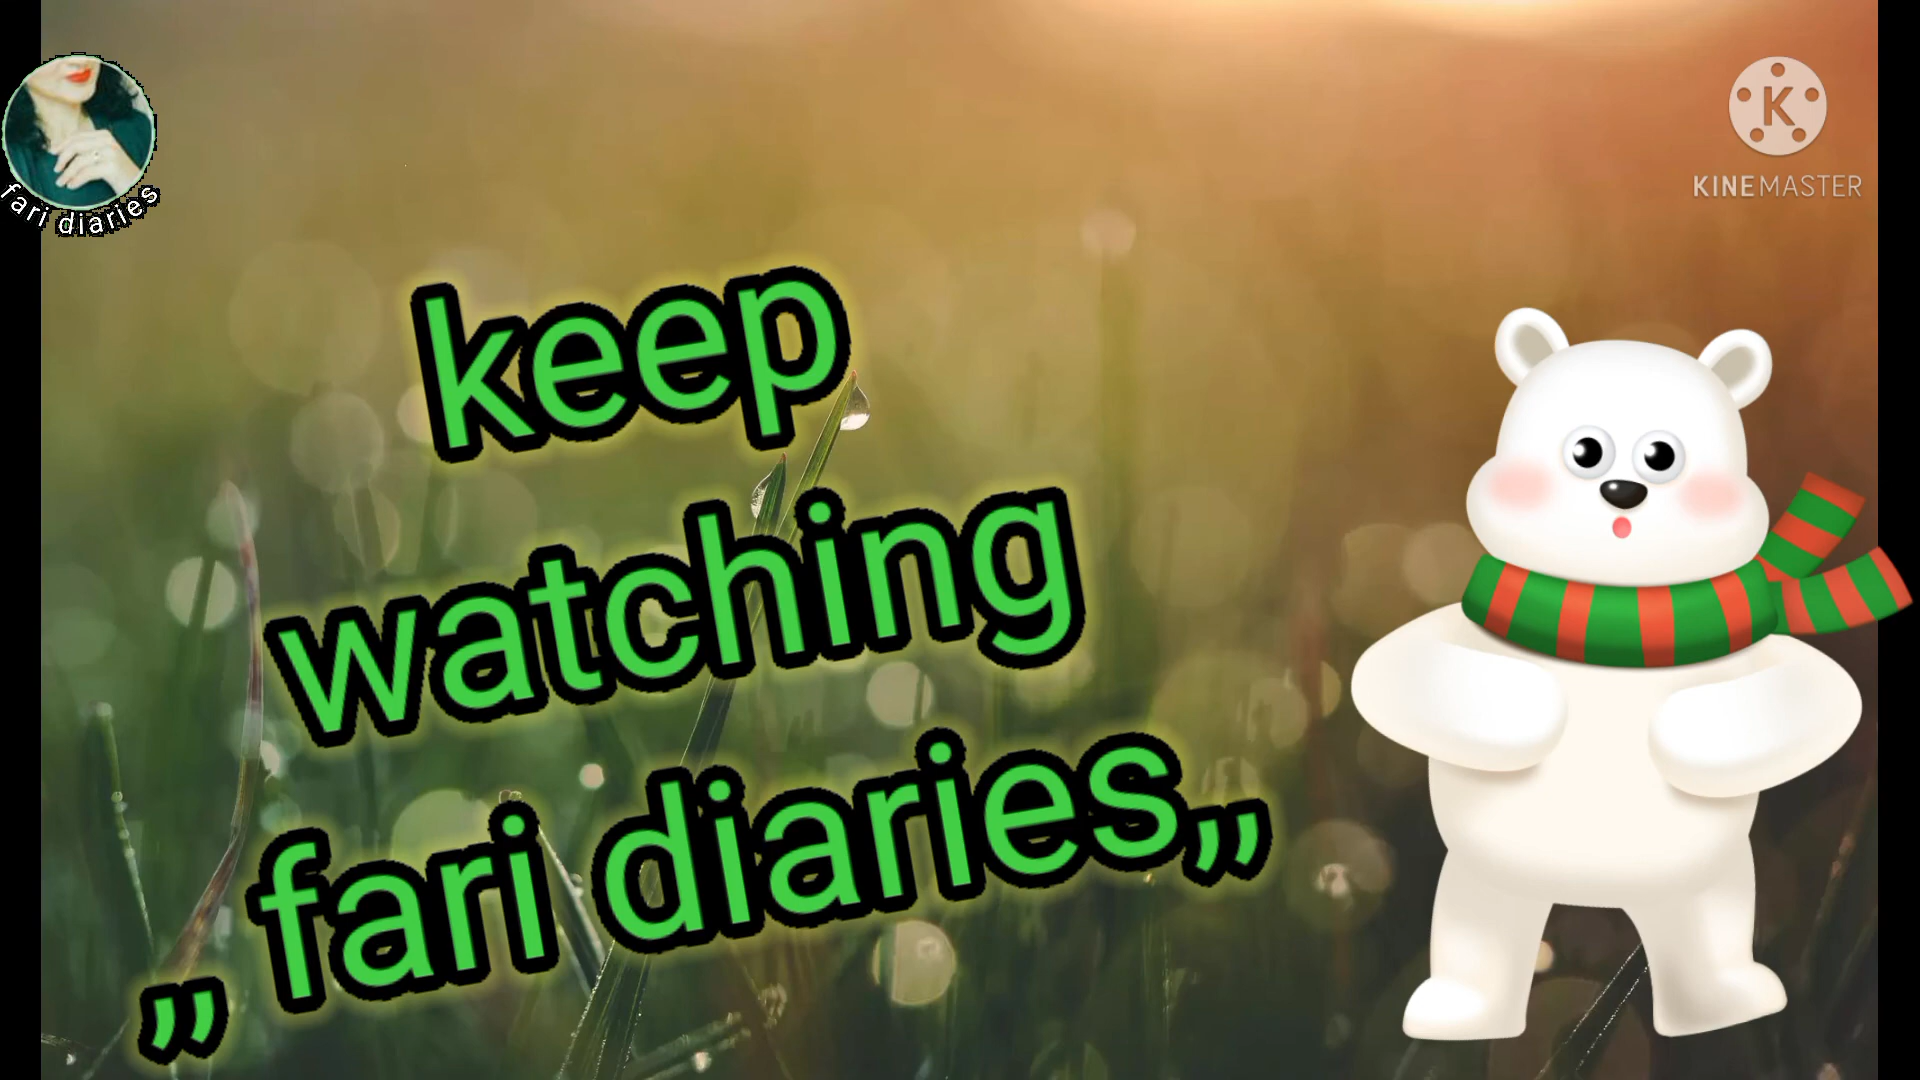 fari diaries
K
KINEMASTER
keep
watching
,, fari diaries,,